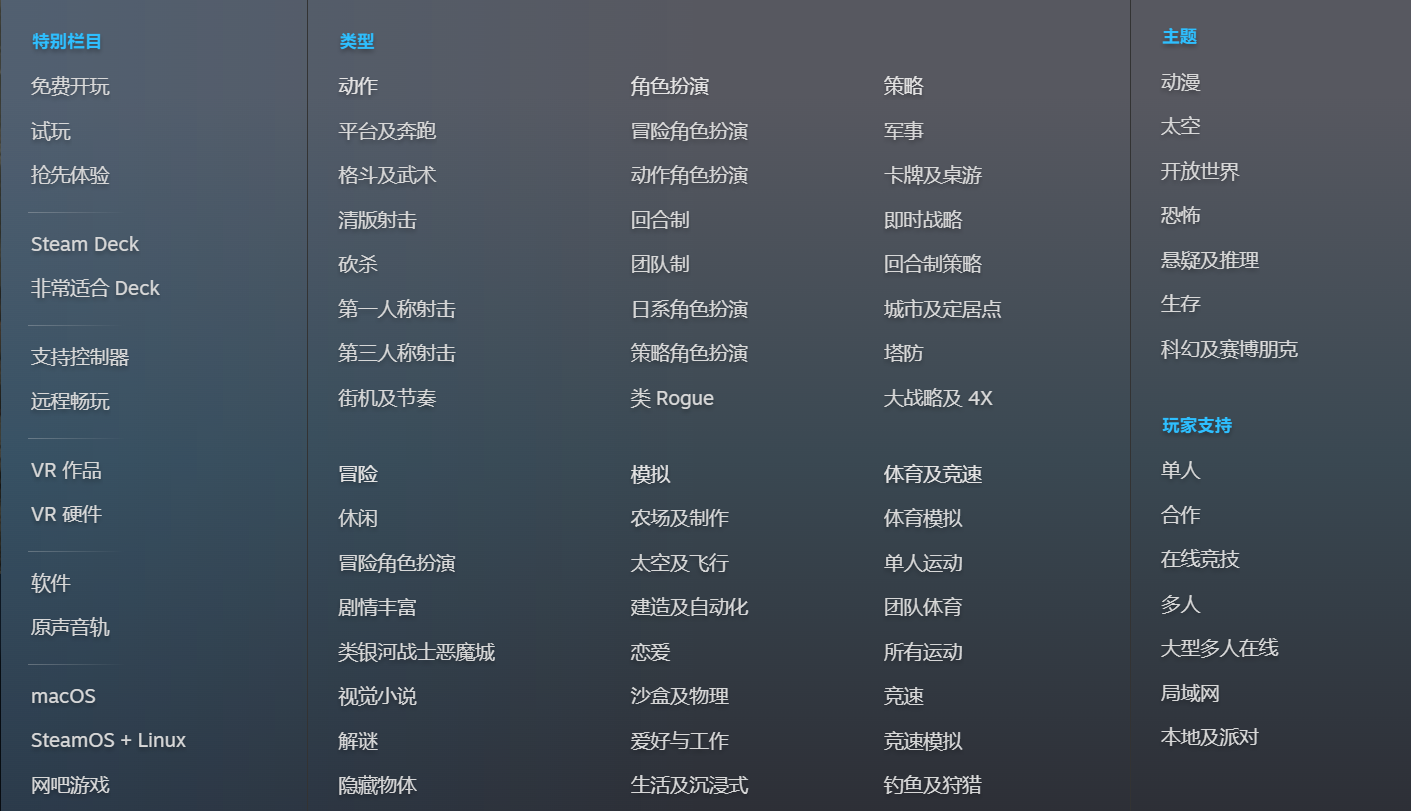 特别栏目
免费开玩
试玩
抢先体验
Steam Deck
非常适合 Deck
支持控制器
远程畅玩
VR 作品
VR 硬件
软件
原声音轨
macOS
SteamOS + Linux
网吧游戏
类型
动作
平台及奔跑
格斗及武术
清版射击
砍杀
第一人称射击
第三人称射击
街机及节奏
冒险
休闲
冒险角色扮演
剧情丰富
类银河战士恶魔城
视觉小说
解谜
隐藏物体
角色扮演
冒险角色扮演
动作角色扮演
回合制
团队制
日系角色扮演
策略角色扮演
类 Rogue
模拟
农场及制作
太空及飞行
建造及自动化
恋爱
沙盒及物理
爱好与工作
生活及沉浸式
策略
军事
卡牌及桌游
即时战略
回合制策略
城市及定居点
塔防
大战略及 4X
体育及竞速
体育模拟
单人运动
团队体育
所有运动
竞速
竞速模拟
钓鱼及狩猎
主题
动漫
太空
开放世界
恐怖
悬疑及推理
生存
科幻及赛博朋克
玩家支持
单人
合作
在线竞技
多人
大型多人在线
局域网
本地及派对